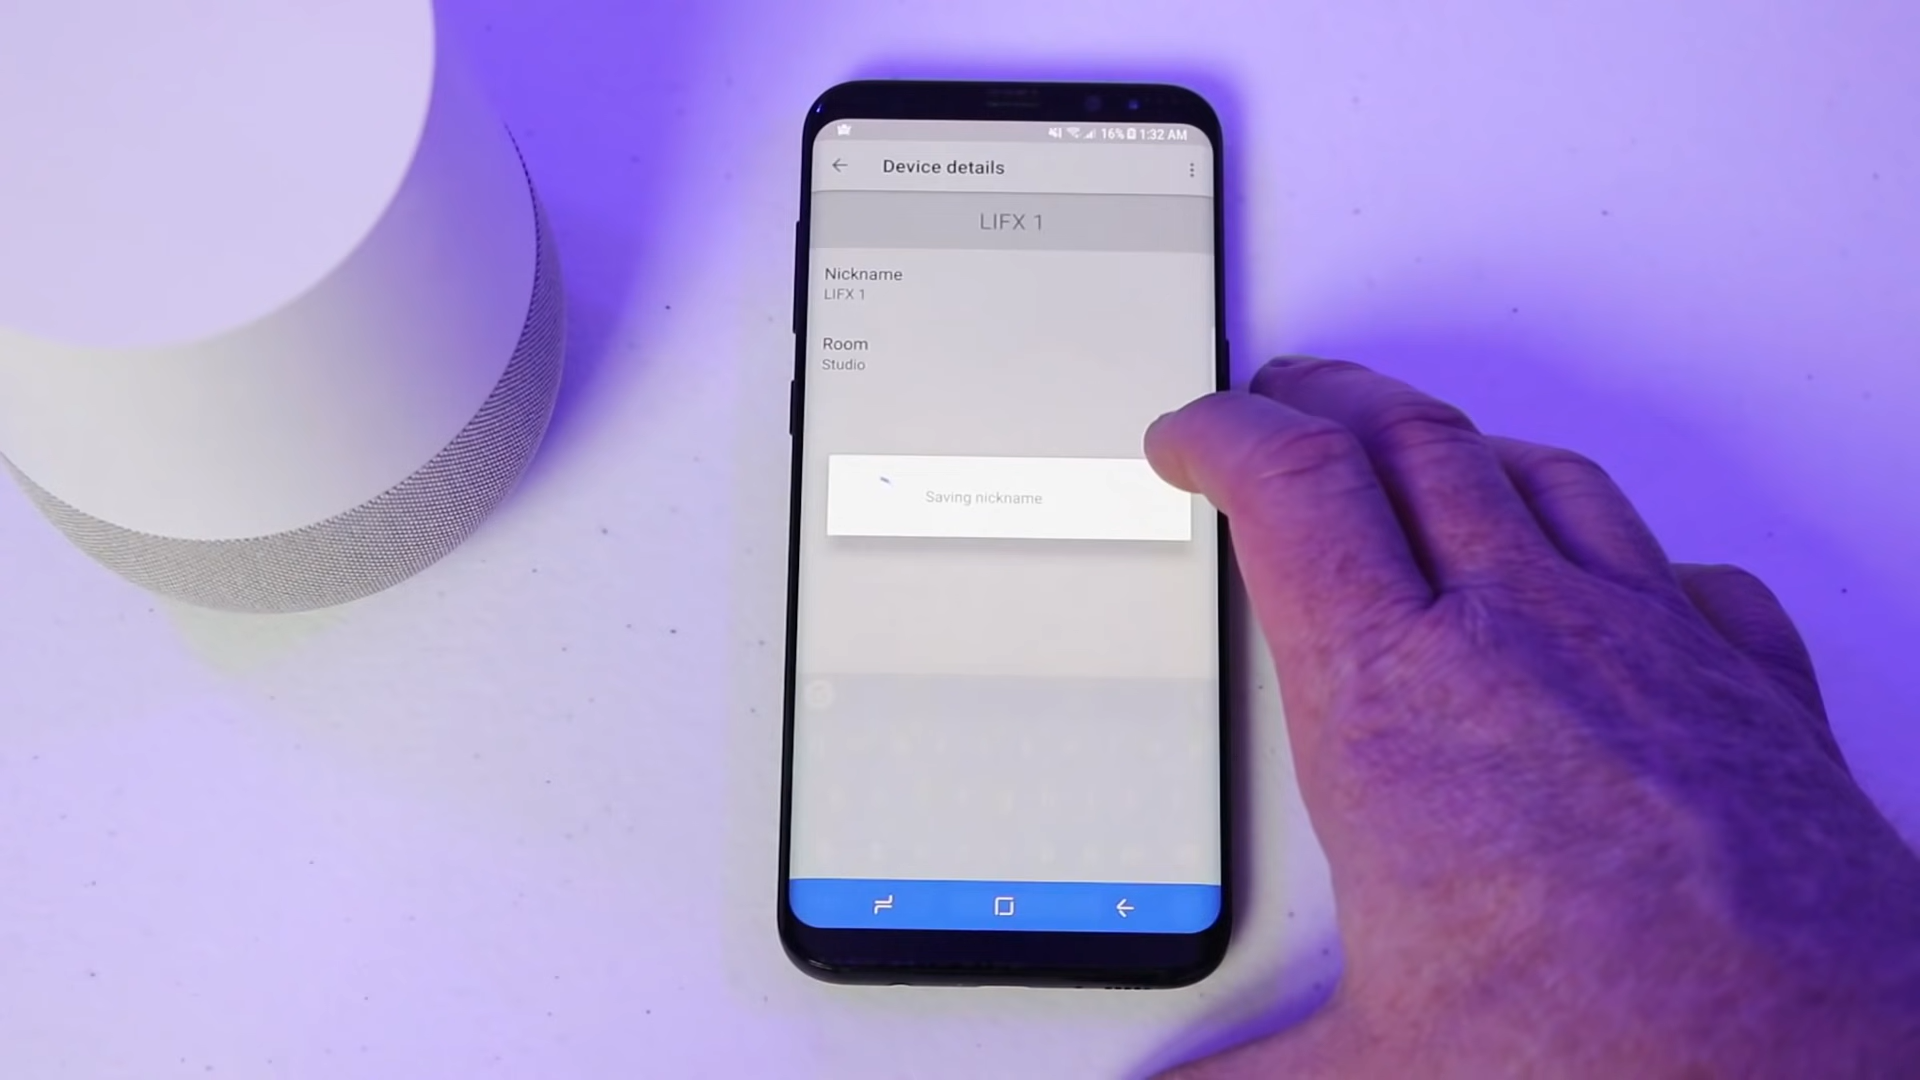 16% 1:32 AM
Device details
LIFX 1
Nickname
LIFX 1
Room
Studio
Saving nickname